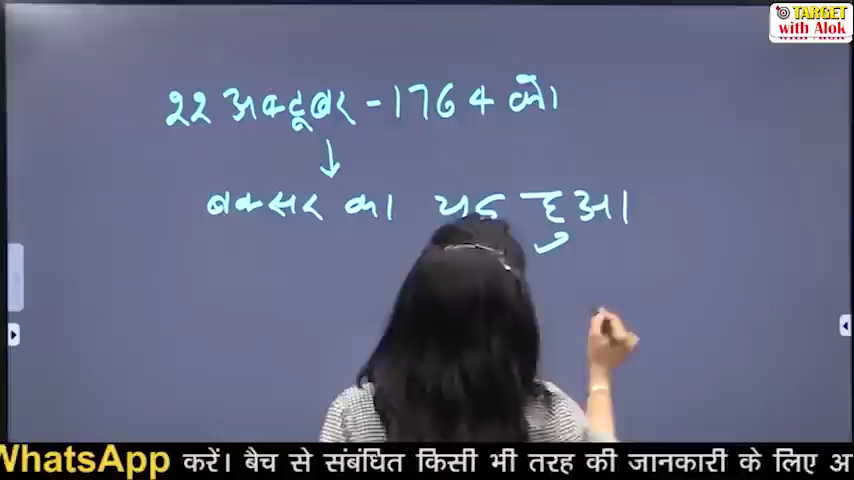 TARGET
with Alok
22 अक्टूबर - 1764 को
बक्सर का युद्ध हुआ
WhatsApp करें। बैच से संबंधित किसी भी तरह की जानकारी के लिए अ